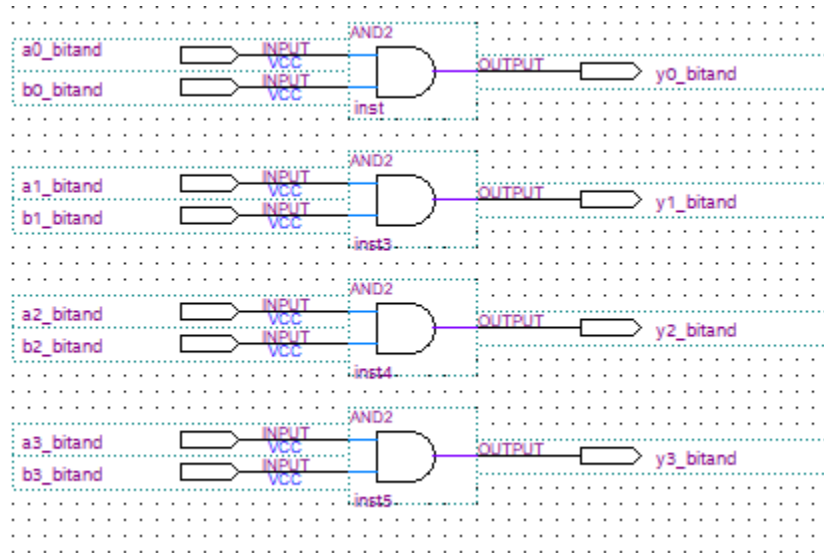 AND2
a0_bitand INPUT
VCC
OUTPUT y0_bitand
b0_bitand INPUT
VCC
inst
AND2
a1_bitand INPUT
VCC
OUTPUT y1_bitand
b1_bitand INPUT
VCC
inst3
AND2
a2_bitand INPUT
VCC
OUTPUT y2_bitand
b2_bitand INPUT
VCC
inst4
AND2
a3_bitand INPUT
VCC
OUTPUT y3_bitand
b3_bitand INPUT
VCC
inst5